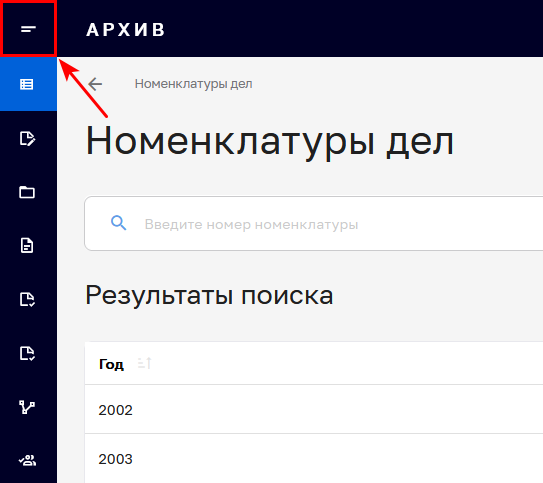 АРХИВ
Номенклатуры дел
Номенклатуры дел
Введите номер номенклатуры
Результаты поиска
Год
2002
2003